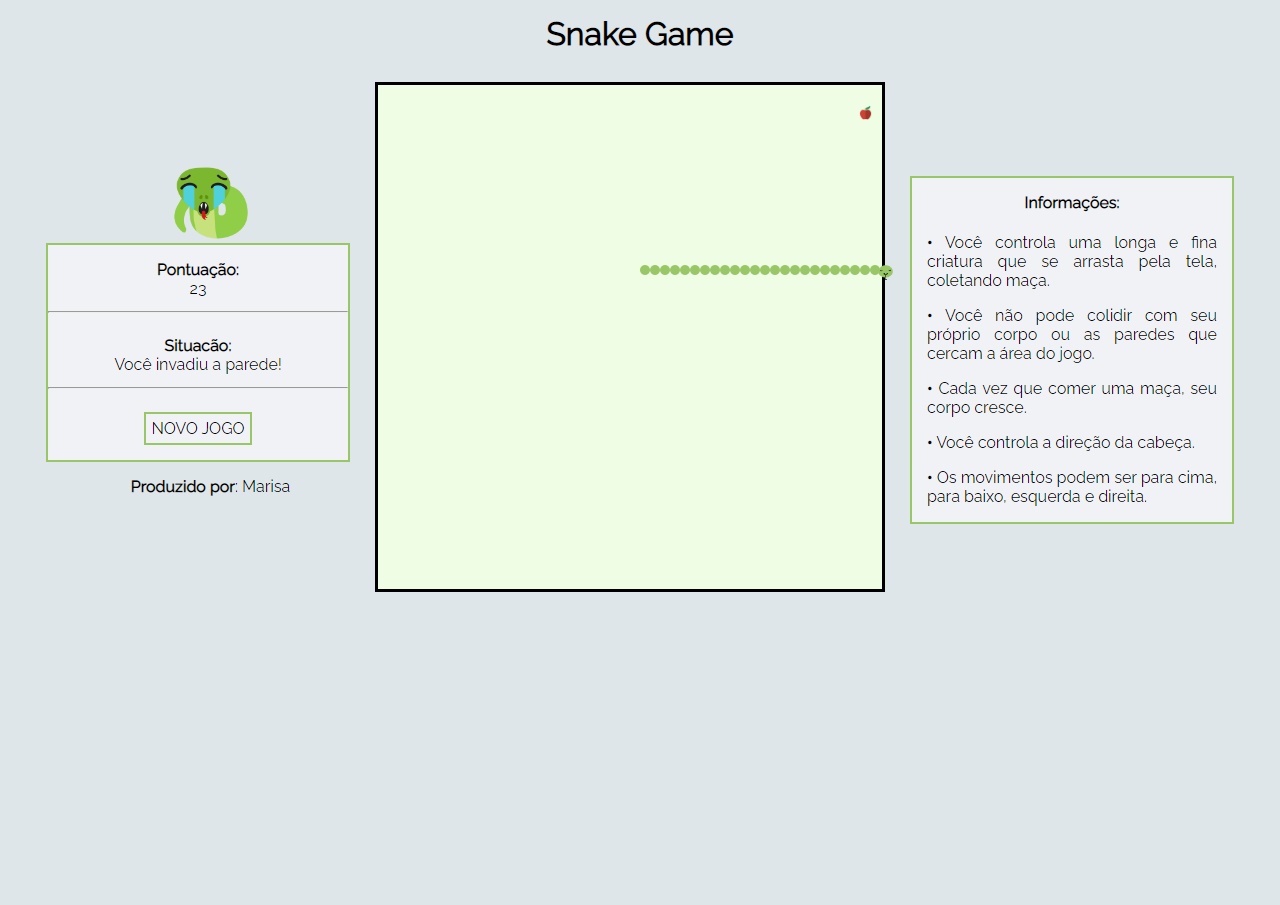 Snake Game
Pontuação:
23
Situacão:
Você invadiu a parede!
NOVO JOGO
Produzido por: Marisa
Informações:
• Você controla uma longa e fina
criatura que se arrasta pela tela,
coletando maça.
• Você não pode colidir com seu
próprio corpo ou as paredes que
cercam a área do jogo.
• Cada vez que comer uma maça, seu
corpo cresce.
• Você controla a direção da cabeça.
• Os movimentos podem ser para cima,
para baixo, esquerda e direita.